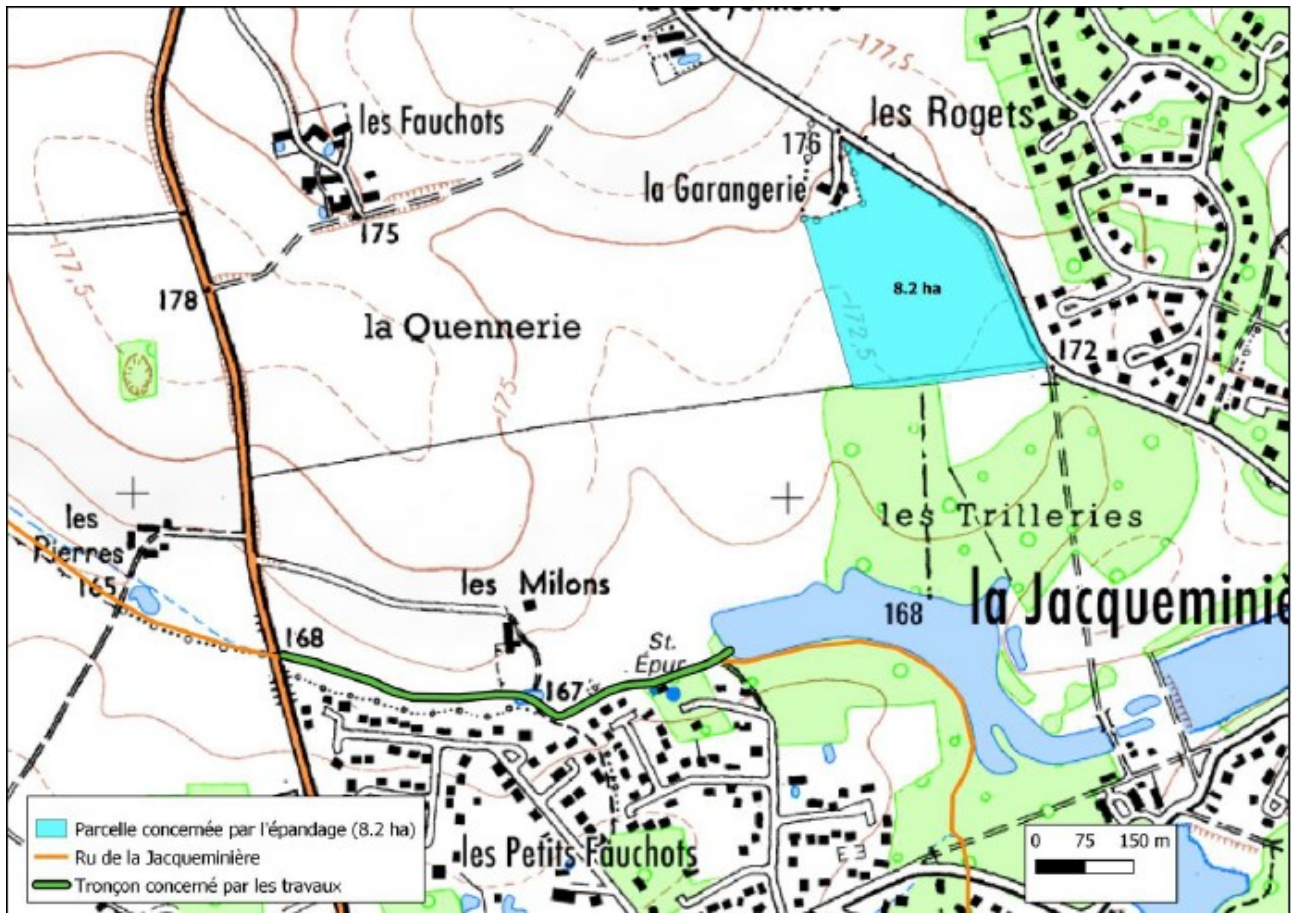 177,5
les Rogets
les Fauchots
176
la Garangerie
175
177,5
8.2 ha
178
la Quennerie
172,5
172
175
les
Pierres
les Trilleries
165
les Milons
168
la Jacqueminiè
168
St.
Épur
167
Parcelle concernée par l'épandage (8.2 ha)
Ru de la Jacqueminière
Tronçon concerné par les travaux
les Petits Fauchots
0 75 150 m